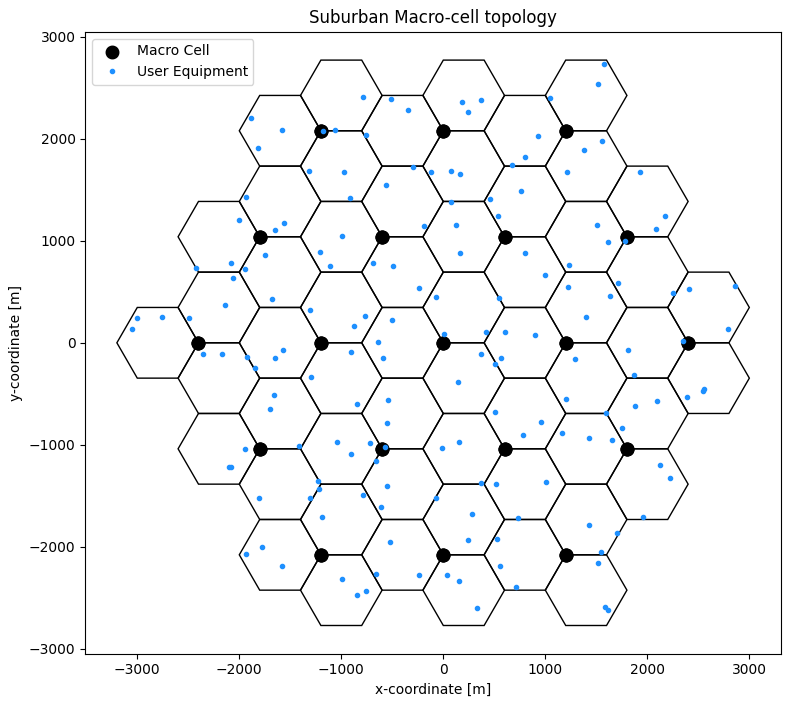 Suburban Macro-cell topology
Macro Cell
User Equipment
3000
2000
1000
0
−1000
−2000
−3000
y-coordinate [m]
−3000 −2000 −1000 0 1000 2000 3000
x-coordinate [m]